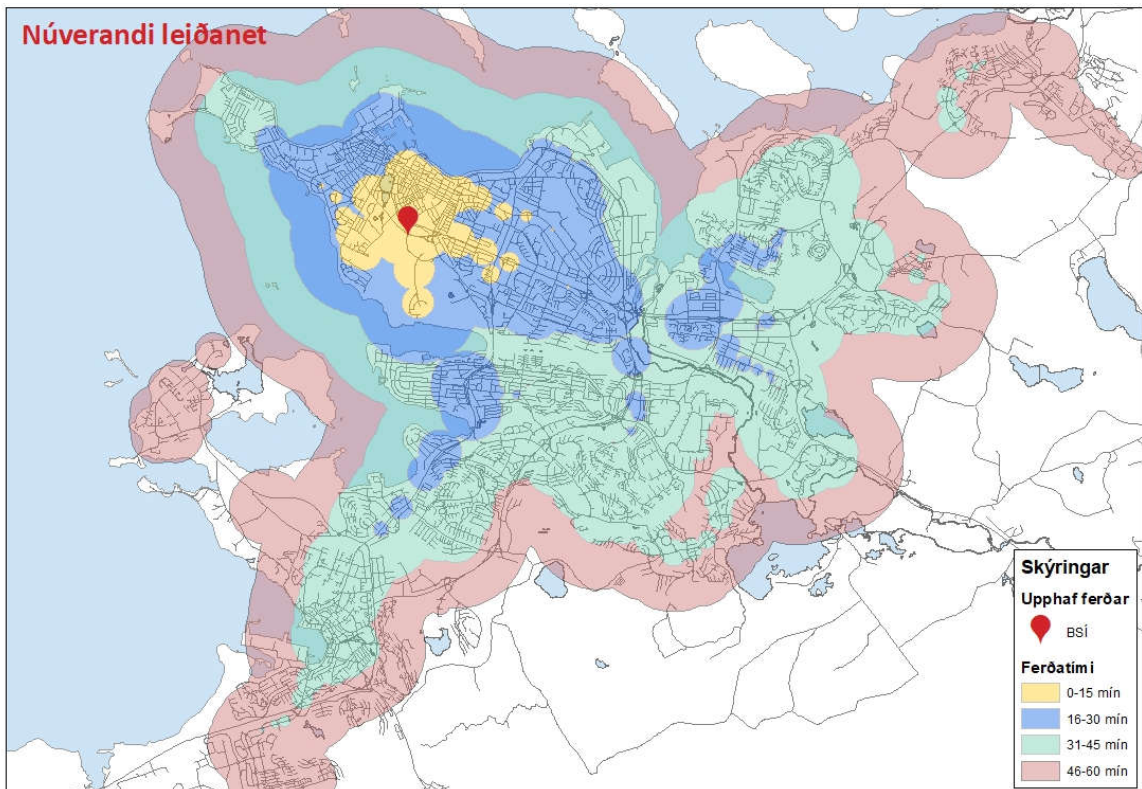 Núverandi leiðanet
Skýringar
Upphaf ferðar
BSÍ
Ferðatími
0-15 mín
16-30 mín
31-45 mín
46-60 mín